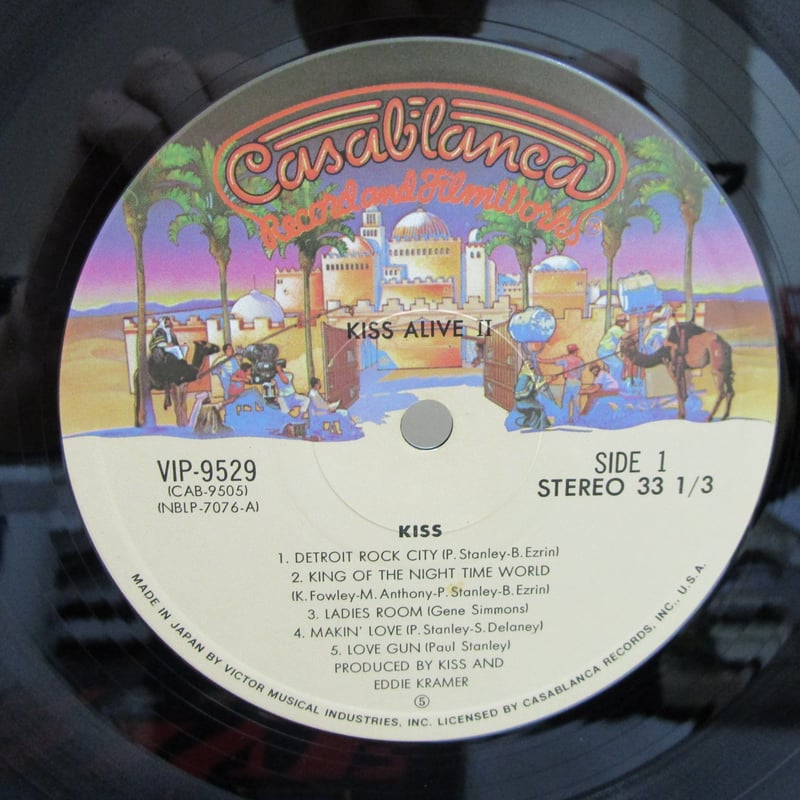 Casablanca
Record and FilmWorks
KISS ALIVE II
VIP-9529
(CAB-9505)
(NBLP-7076-A)
SIDE 1
STEREO 33 1/3
KISS
1. DETROIT ROCK CITY (P. Stanley-B. Ezrin)
2. KING OF THE NIGHT TIME WORLD
(K. Fowley-M. Anthony-P. Stanley-B. Ezrin)
3. LADIES ROOM (Gene Simmons)
4. MAKIN' LOVE (P. Stanley-S. Delaney)
5. LOVE GUN (Paul Stanley)
PRODUCED BY KISS AND
EDDIE KRAMER
⑤
MADE IN JAPAN BY VICTOR MUSICAL INDUSTRIES, INC. LICENSED BY CASABLANCA RECORDS, INC., U.S.A.